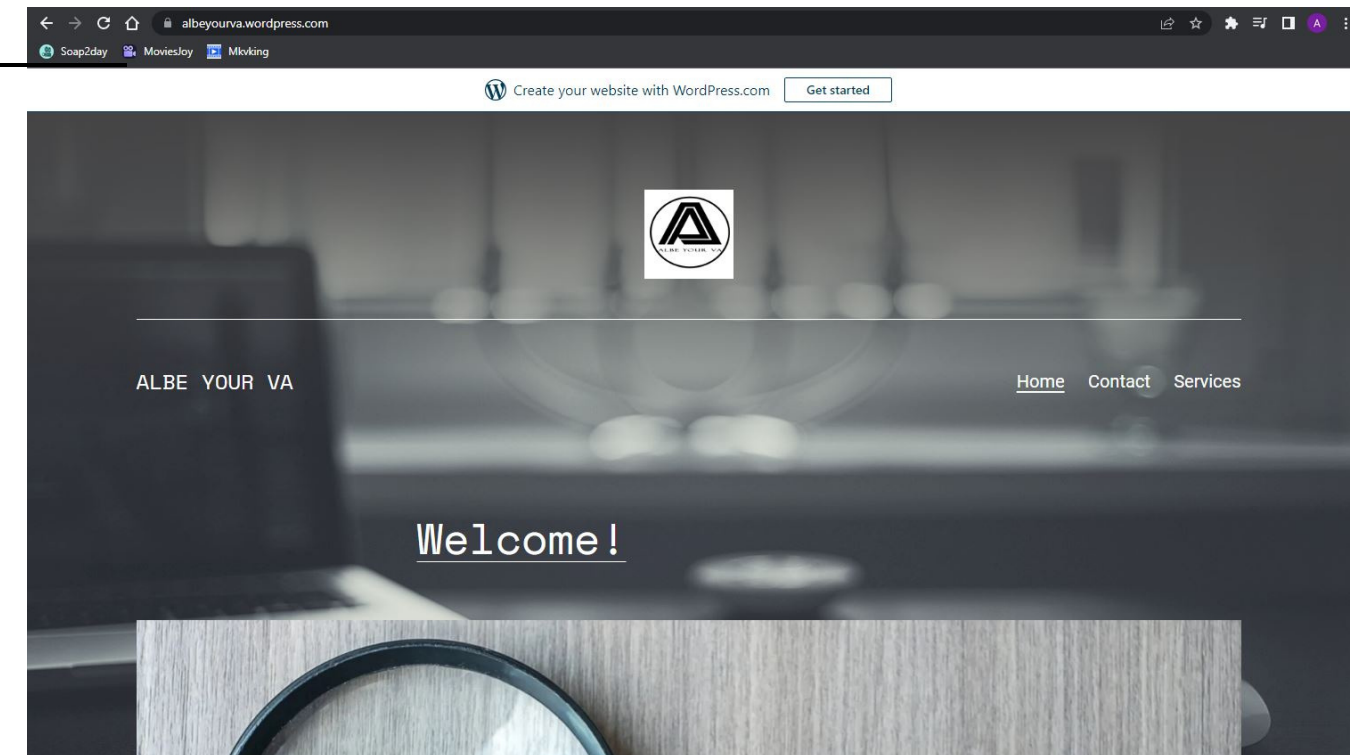 albeyourva.wordpress.com
A
Soap2day MoviesJoy Mkvking
Create your website with WordPress.com Get started
ALBE YOUR VA
ALBE YOUR VA Home Contact Services
Welcome!